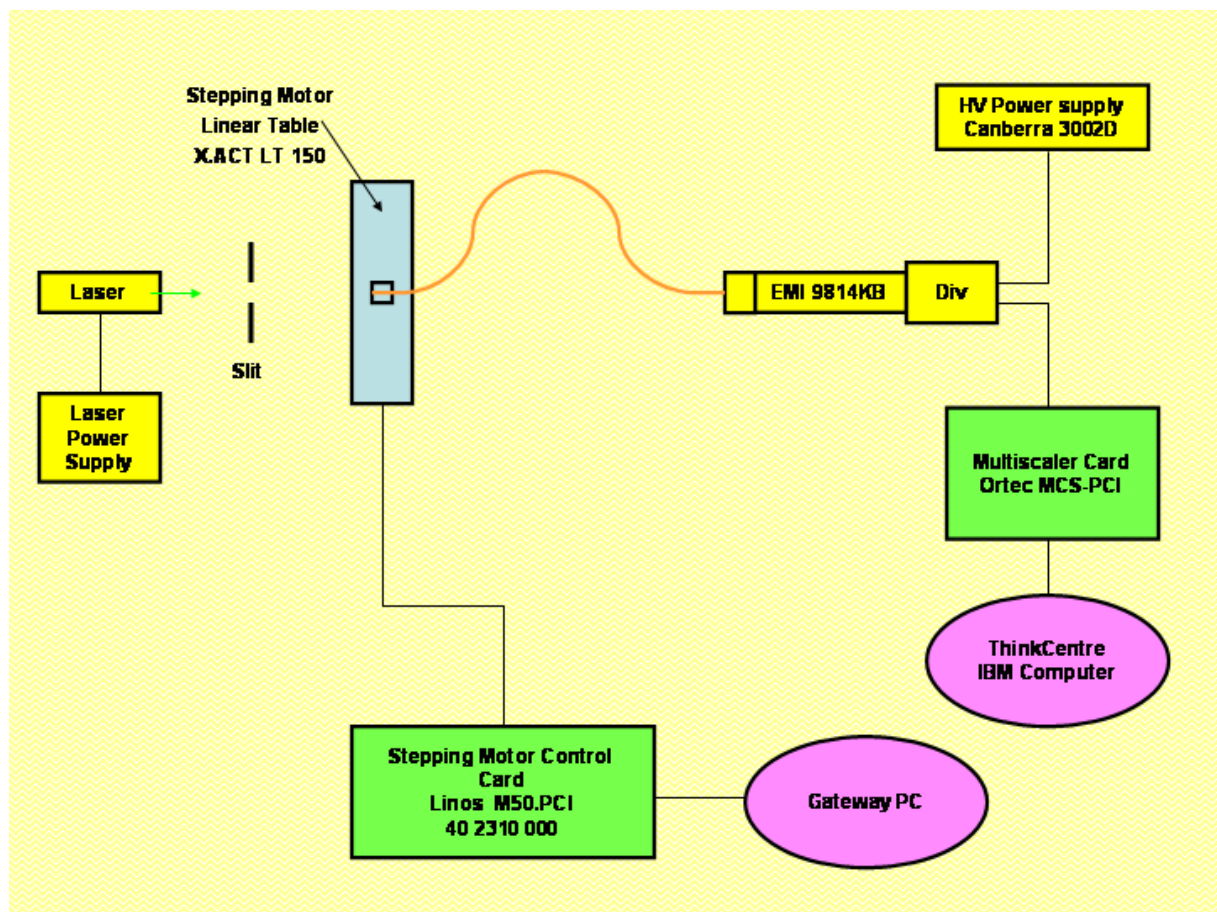 Stepping Motor
Linear Table
X.ACT LT 150
HV Power supply
Canberra 3002D
Laser
EMI 9814KB
Div
Slit
Laser
Power
Supply
Multiscaler Card
Ortec MCS-PCI
ThinkCentre
IBM Computer
Stepping Motor Control
Card
Linos M50.PCI
40 2310 000
Gateway PC